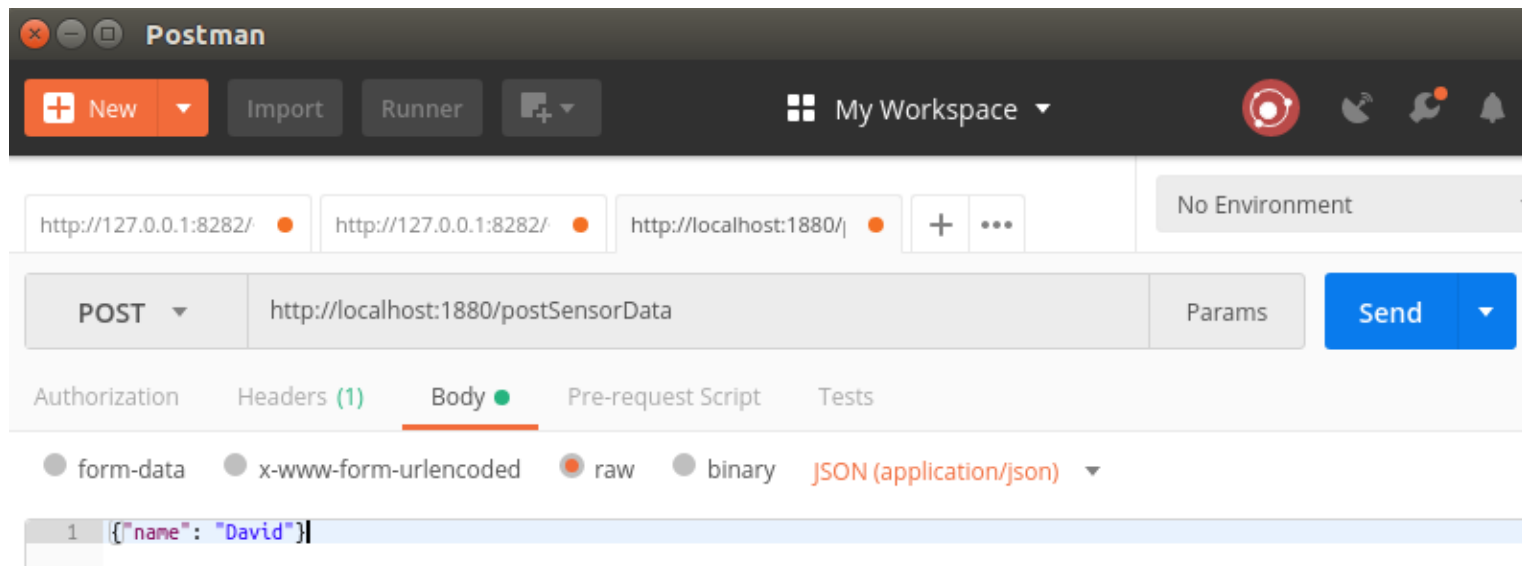 Postman
New Import Runner My Workspace
http://127.0.0.1:8282/ http://127.0.0.1:8282/ http://localhost:1880/p + ••• No Environment
POST http://localhost:1880/postSensorData Params Send
Authorization Headers (1) Body Pre-request Script Tests
form-data x-www-form-urlencoded raw binary JSON (application/json)
1 {"name": "David"}